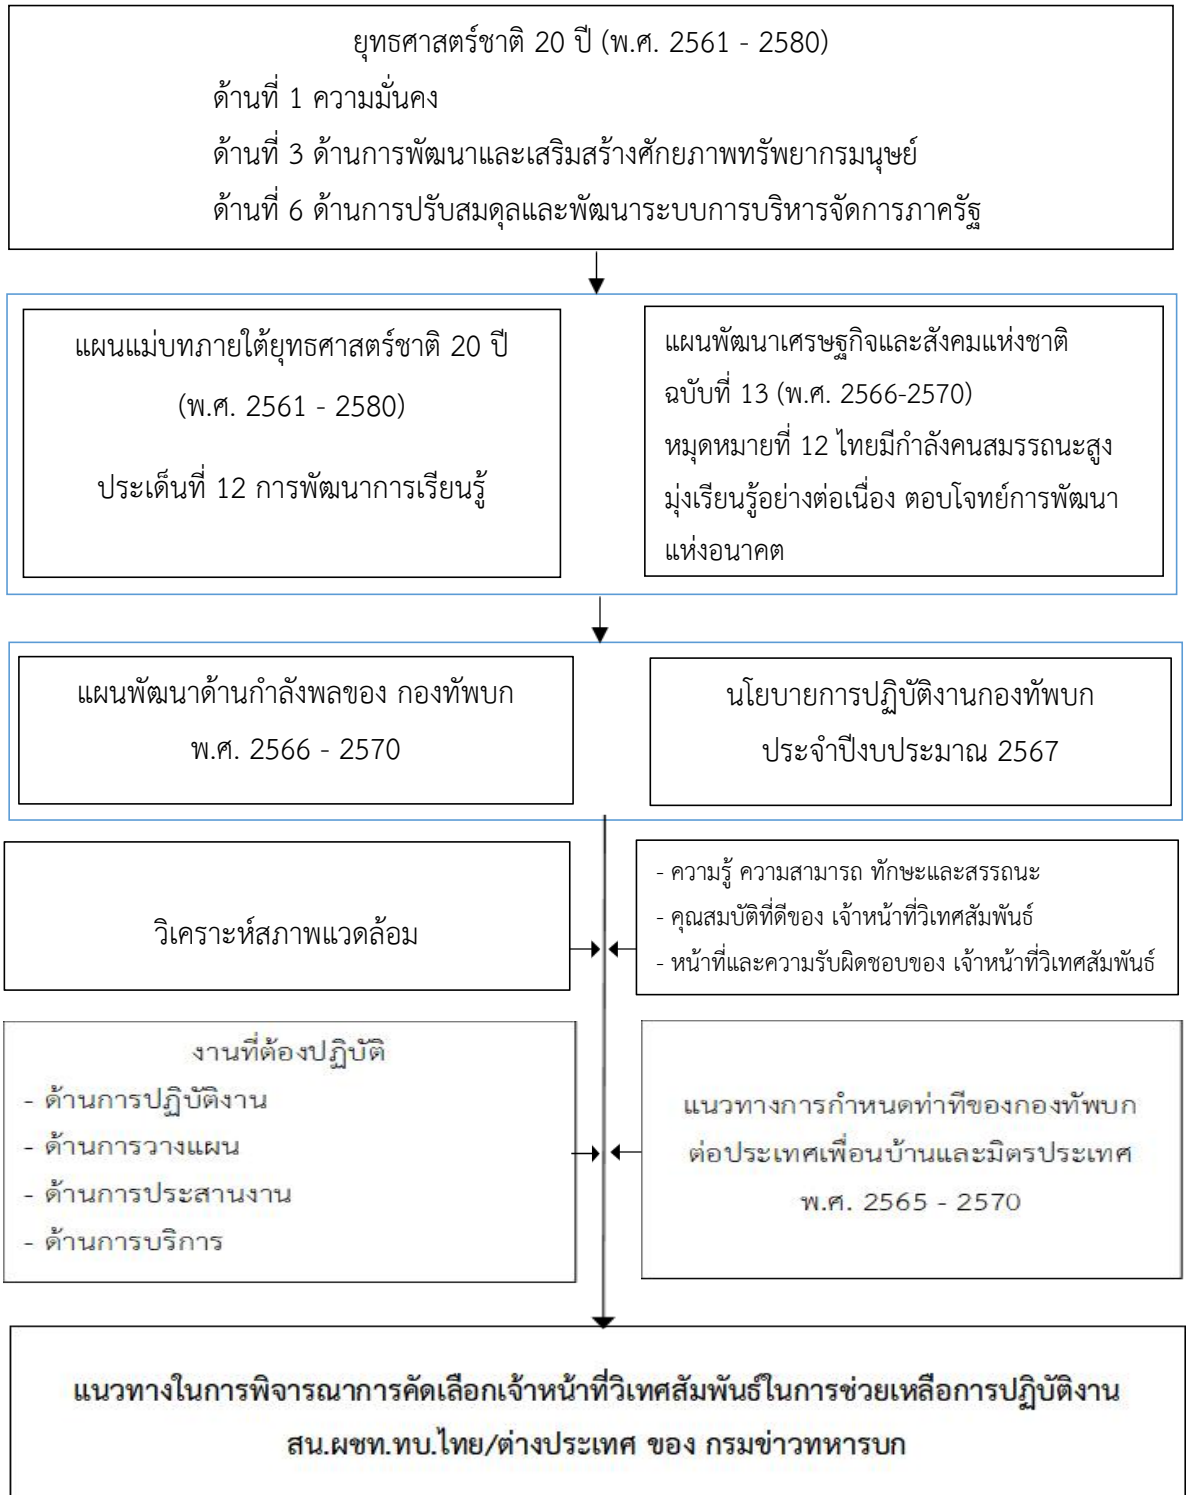 ยุทธศาสตร์ชาติ 20 ปี (พ.ศ. 2561 - 2580)
ด้านที่ 1 ความมั่นคง
ด้านที่ 3 ด้านการพัฒนาและเสริมสร้างศักยภาพทรัพยากรมนุษย์
ด้านที่ 6 ด้านการปรับสมดุลและพัฒนาระบบการบริหารจัดการภาครัฐ
แผนแม่บทภายใต้ยุทธศาสตร์ชาติ 20 ปี
(พ.ศ. 2561 - 2580)
ประเด็นที่ 12 การพัฒนาการเรียนรู้
แผนพัฒนาเศรษฐกิจและสังคมแห่งชาติ
ฉบับที่ 13 (พ.ศ. 2566-2570)
หมุดหมายที่ 12 ไทยมีกำลังคนสมรรถนะสูง
มุ่งเรียนรู้อย่างต่อเนื่อง ตอบโจทย์การพัฒนา
แห่งอนาคต
แผนพัฒนาด้านกำลังพลของ กองทัพบก
พ.ศ. 2566 - 2570
นโยบายการปฏิบัติงานกองทัพบก
ประจำปีงบประมาณ 2567
วิเคราะห์สภาพแวดล้อม
- ความรู้ ความสามารถ ทักษะและสรรถนะ
- คุณสมบัติที่ดีของ เจ้าหน้าที่วิเทศสัมพันธ์
- หน้าที่และความรับผิดชอบของ เจ้าหน้าที่วิเทศสัมพันธ์
งานที่ต้องปฏิบัติ
- ด้านการปฏิบัติงาน
- ด้านการวางแผน
- ด้านการประสานงาน
- ด้านการบริการ
แนวทางการกำหนดท่าทีของกองทัพบก
ต่อประเทศเพื่อนบ้านและมิตรประเทศ
พ.ศ. 2565 - 2570
แนวทางในการพิจารณาการคัดเลือกเจ้าหน้าที่วิเทศสัมพันธ์ในการช่วยเหลือการปฏิบัติงาน
สน.ผชท.ทบ.ไทย/ต่างประเทศ ของ กรมข่าวทหารบก